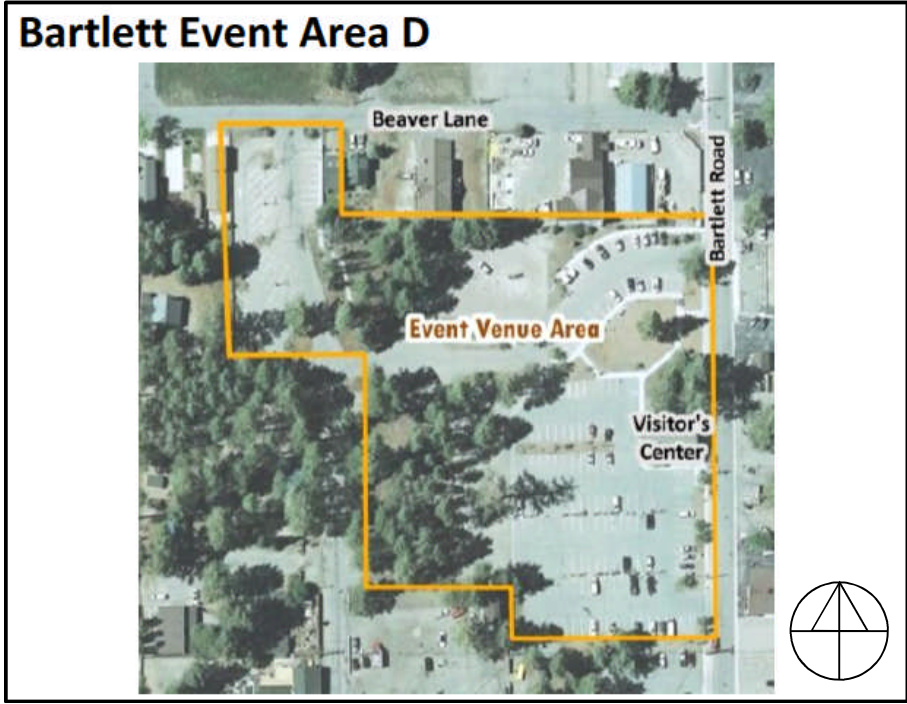 Bartlett Event Area D
Beaver Lane
Bartlett Road
Event Venue Area
Visitor's
Center